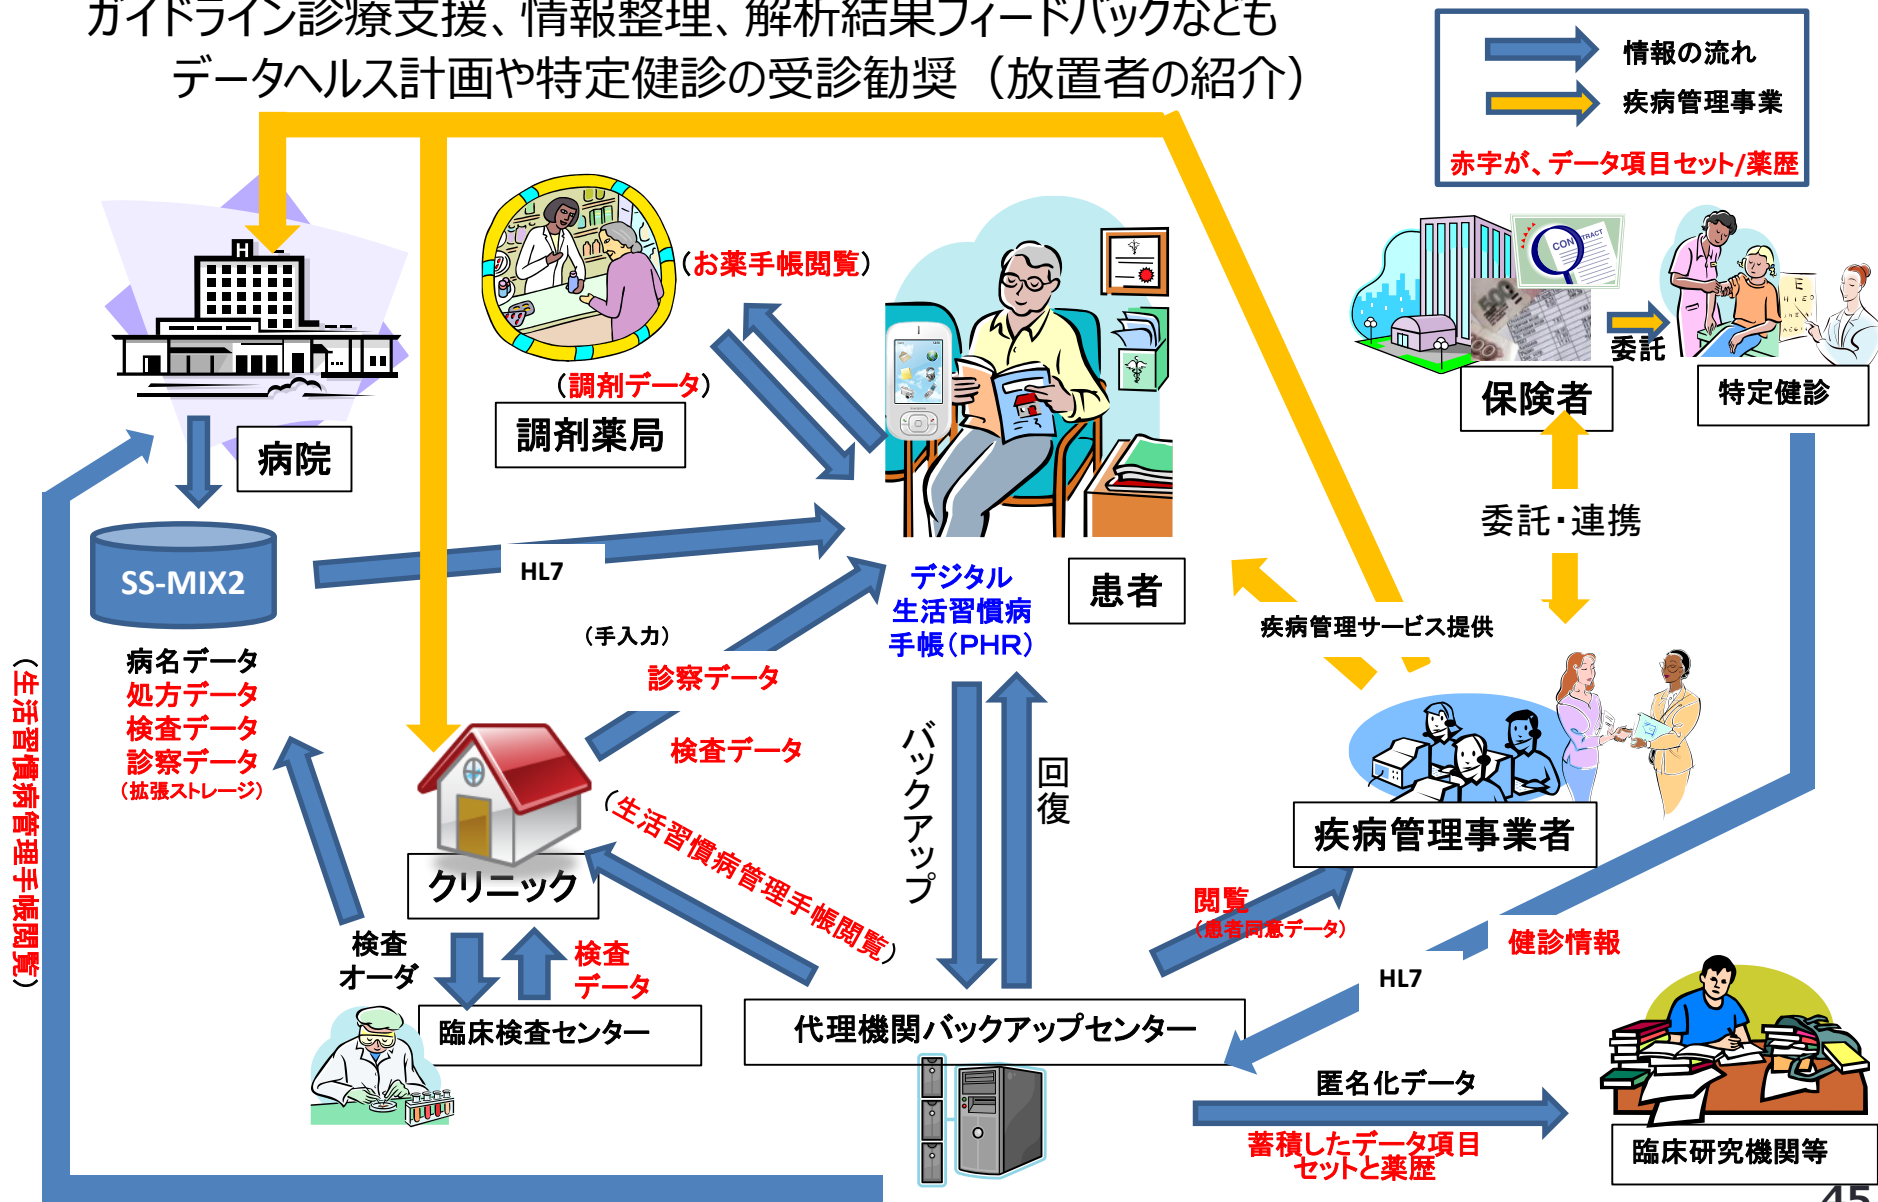 ガイドライン診療支援、情報整理、解析結果フィードバックなども
データヘルス計画や特定健診の受診勧奨（放置者の紹介）
情報の流れ
疾病管理事業
赤字が、データ項目セット/薬歴
（お薬手帳閲覧）
CONTRACT
500
委託
（調剤データ）
調剤薬局
保険者
特定健診
H
病院
委託・連携
SS-MIX2
HL7
デジタル
生活習慣病
手帳（PHR）
患者
（手入力）
疾病管理サービス提供
病名データ
処方データ
検査データ
診察データ
（拡張ストレージ）
診察データ
検査データ
（生活習慣病管理手帳閲覧）
バックアップ
回復
（生活習慣病管理手帳閲覧）
疾病管理事業者
クリニック
閲覧
（患者同意データ）
健診情報
検査
オーダ
検査
データ
HL7
臨床検査センター
代理機関バックアップセンター
匿名化データ
蓄積したデータ項目
セットと薬歴
臨床研究機関等
45